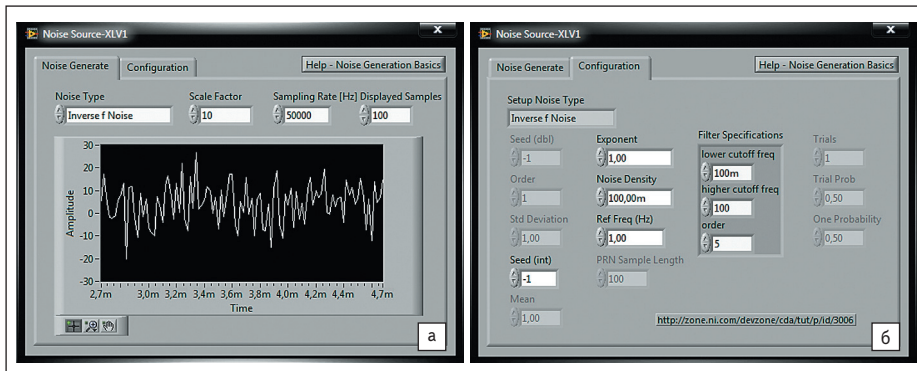 Noise Source-XLV1
X
Noise Generate
Configuration
Help - Noise Generation Basics
Noise Type
Scale Factor
Sampling Rate [Hz]
Displayed Samples
Inverse f Noise
10
50000
100
Amplitude
30
20
10
0
-10
-20
-30
2,7m
3,0m
3,2m
3,4m
3,6m
3,8m
4,0m
4,2m
4,4m
4,7m
Time
а
Noise Source-XLV1
X
Noise Generate
Configuration
Help - Noise Generation Basics
Setup Noise Type
Inverse f Noise
Seed (dbl)
-1
Order
1
Std Deviation
1,00
Seed (int)
-1
Mean
1,00
Exponent
1,00
Noise Density
100,00m
Ref Freq (Hz)
1,00
PRN Sample Length
100
Filter Specifications
lower cutoff freq
100m
higher cutoff freq
100
order
5
Trials
1
Trial Prob
0,50
One Probability
0,50
http://zone.ni.com/devzone/cda/tut/p/id/3006
б